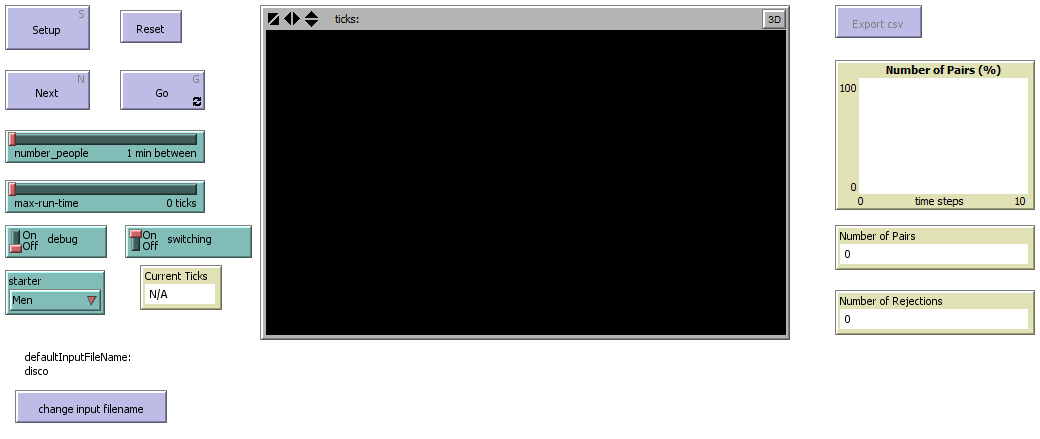 S
Setup
Reset
N
Next
G
Go
number_people 1 min between
max-run-time 0 ticks
On
Off
debug
On
Off
switching
starter
Men
Current Ticks
N/A
defaultInputFileName:
disco
change input filename
ticks:
3D
Export csv
Number of Pairs (%)
100
0
0 time steps 10
Number of Pairs
0
Number of Rejections
0